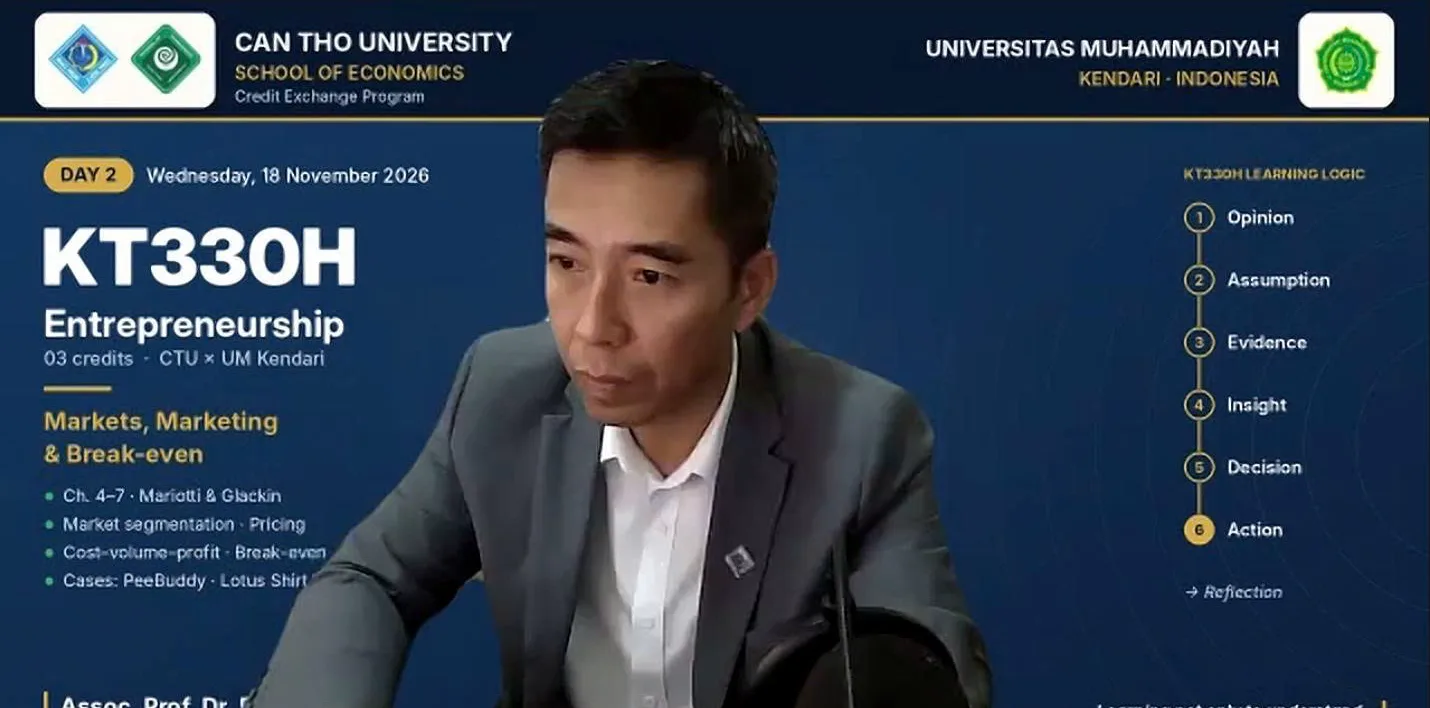 CAN THO UNIVERSITY
SCHOOL OF ECONOMICS
Credit Exchange Program
UNIVERSITAS MUHAMMADIYAH
KENDARI · INDONESIA
DAY 2
Wednesday, 18 November 2026
KT330H
Entrepreneurship
03 credits · CTU × UM Kendari
Markets, Marketing
& Break-even
• Ch. 4–7 · Mariotti & Glackin
• Market segmentation · Pricing
• Cost-volume-profit · Break-even
• Cases: PeeBuddy · Lotus Shirt
Assoc. Prof. Dr.
KT330H LEARNING LOGIC
1 Opinion
2 Assumption
3 Evidence
4 Insight
5 Decision
6 Action
→ Reflection